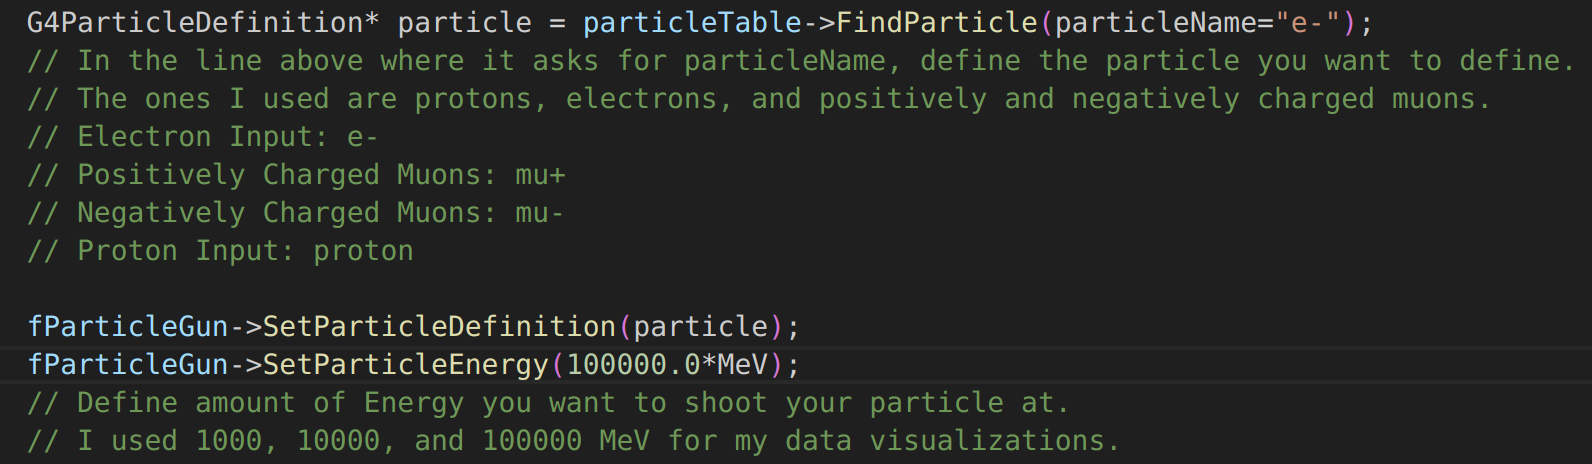 G4ParticleDefinition* particle = particleTable->FindParticle(particleName="e-");
// In the line above where it asks for particleName, define the particle you want to define.
// The ones I used are protons, electrons, and positively and negatively charged muons.
// Electron Input: e-
// Positively Charged Muons: mu+
// Negatively Charged Muons: mu-
// Proton Input: proton
fParticleGun->SetParticleDefinition(particle);
fParticleGun->SetParticleEnergy(100000.0*MeV);
// Define amount of Energy you want to shoot your particle at.
// I used 1000, 10000, and 100000 MeV for my data visualizations.